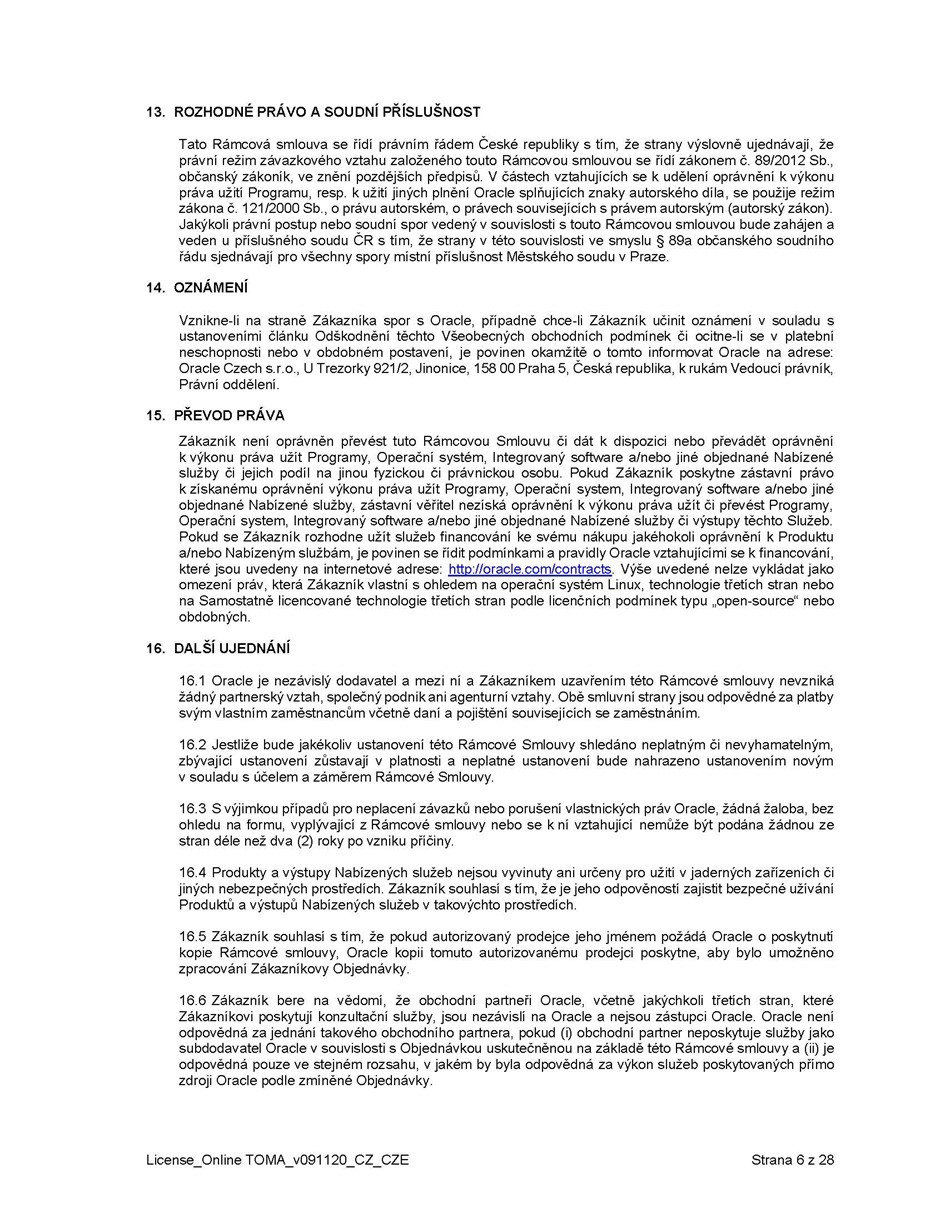 13. ROZHODNÉ PRÁVO A SOUDNÍ PŘÍSLUŠNOST
Tato Rámcová smlouva se řídí právním řádem České republiky s tím, že strany výslovně ujednávají, že
právní režim závazkového vztahu založeného touto Rámcovou smlouvou se řídí zákonem č. 89/2012 Sb.,
občanský zákoník, ve znění pozdějších předpisů. V částech vztahujících se k udělení oprávnění k výkonu
práva užití Programu, resp. k užití jiných plnění Oracle splňujících znaky autorského díla, se použije režim
zákona č. 121/2000 Sb., o právu autorském, o právech souvisejících s právem autorským (autorský zákon).
Jakýkoli právní postup nebo soudní spor vedený v souvislosti s touto Rámcovou smlouvou bude zahájen a
veden u příslušného soudu ČR s tím, že strany v této souvislosti ve smyslu § 89a občanského soudního
řádu sjednávají pro všechny spory místní příslušnost Městského soudu v Praze.
14. OZNÁMENÍ
Vznikne-li na straně Zákazníka spor s Oracle, případně chce-li Zákazník učinit oznámení v souladu s
ustanoveními článku Odškodnění těchto Všeobecných obchodních podmínek či ocitne-li se v platební
neschopnosti nebo v obdobném postavení, je povinen okamžitě o tomto informovat Oracle na adrese:
Oracle Czech s.r.o., U Trezorky 921/2, Jinonice, 158 00 Praha 5, Česká republika, k rukám Vedoucí právník,
Právní oddělení.
15. PŘEVOD PRÁVA
Zákazník není oprávněn převést tuto Rámcovou Smlouvu či dát k dispozici nebo převádět oprávnění
k výkonu práva užít Programy, Operační systém, Integrovaný software a/nebo jiné objednané Nabízené
služby či jejich podíl na jinou fyzickou či právnickou osobu. Pokud Zákazník poskytne zástavní právo
k získanému oprávnění výkonu práva užít Programy, Operační system, Integrovaný software a/nebo jiné
objednané Nabízené služby, zástavní věřitel nezíská oprávnění k výkonu práva užít či převést Programy,
Operační system, Integrovaný software a/nebo jiné objednané Nabízené služby či výstupy těchto Služeb.
Pokud se Zákazník rozhodne užít služeb financování ke svému nákupu jakéhokoli oprávnění k Produktu
a/nebo Nabízeným službám, je povinen se řídit podmínkami a pravidly Oracle vztahujícími se k financování,
které jsou uvedeny na internetové adrese: http://oracle.com/contracts. Výše uvedené nelze vykládat jako
omezení práv, která Zákazník vlastní s ohledem na operační systém Linux, technologie třetích stran nebo
na Samostatně licencované technologie třetích stran podle licenčních podmínek typu „open-source“ nebo
obdobných.
16. DALŠÍ UJEDNÁNÍ
16.1 Oracle je nezávislý dodavatel a mezi ní a Zákazníkem uzavřením této Rámcové smlouvy nevzniká
žádný partnerský vztah, společný podnik ani agenturní vztahy. Obě smluvní strany jsou odpovědné za platby
svým vlastním zaměstnancům včetně daní a pojištění souvisejících se zaměstnáním.
16.2 Jestliže bude jakékoliv ustanovení této Rámcové Smlouvy shledáno neplatným či nevyhamatelným,
zbývající ustanovení zůstavají v platnosti a neplatné ustanovení bude nahrazeno ustanovením novým
v souladu s účelem a záměrem Rámcové Smlouvy.
16.3 S výjimkou případů pro neplacení závazků nebo porušení vlastnických práv Oracle, žádná žaloba, bez
ohledu na formu, vyplývající z Rámcové smlouvy nebo se k ní vztahující nemůže být podána žádnou ze
stran déle než dva (2) roky po vzniku příčiny.
16.4 Produkty a výstupy Nabízených služeb nejsou vyvinuty ani určeny pro užití v jaderných zařízeních či
jiných nebezpečných prostředích. Zákazník souhlasí s tím, že je jeho odpověností zajistit bezpečné užívání
Produktů a výstupů Nabízených služeb v takovýchto prostředích.
16.5 Zákazník souhlasí s tím, že pokud autorizovaný prodejce jeho jménem požádá Oracle o poskytnutí
kopie Rámcové smlouvy, Oracle kopii tomuto autorizovanému prodejci poskytne, aby bylo umožněno
zpracování Zákazníkovy Objednávky.
16.6 Zákazník bere na vědomí, že obchodní partneři Oracle, včetně jakýchkoli třetích stran, které
Zákazníkovi poskytují konzultační služby, jsou nezávislí na Oracle a nejsou zástupci Oracle. Oracle není
odpovědná za jednání takového obchodního partnera, pokud (i) obchodní partner neposkytuje služby jako
subdodavatel Oracle v souvislosti s Objednávkou uskutečněnou na základě této Rámcové smlouvy a (ii) je
odpovědná pouze ve stejném rozsahu, v jakém by byla odpovědná za výkon služeb poskytovaných přímo
zdroji Oracle podle zmíněné Objednávky.
License_Online TOMA_v091120_CZ_CZE
Strana 6 z 28